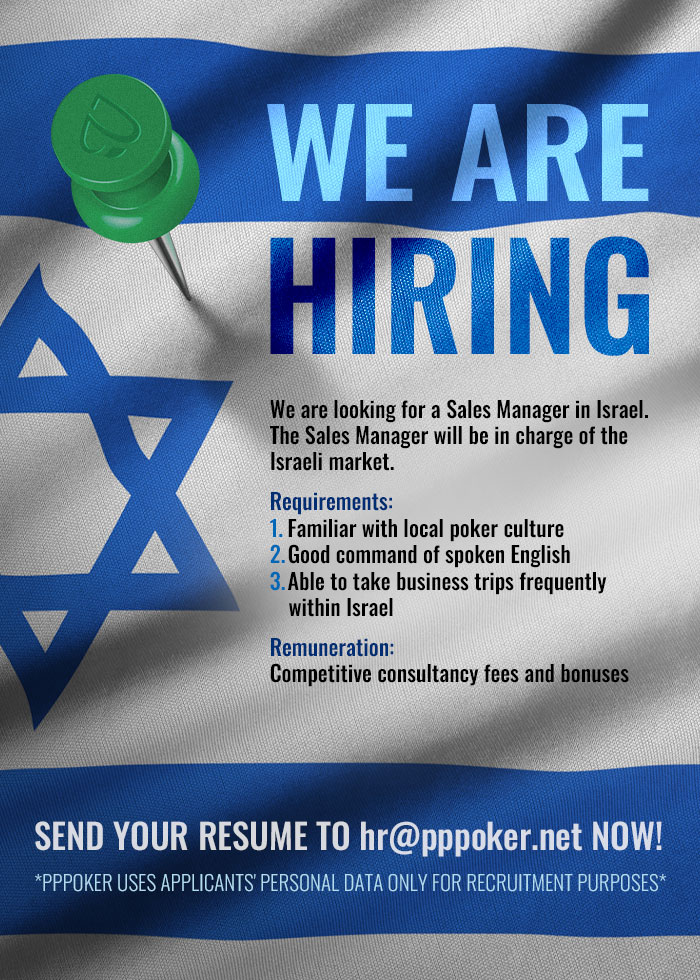 WE ARE
HIRING
We are looking for a Sales Manager in Israel.
The Sales Manager will be in charge of the
Israeli market.
Requirements:
1. Familiar with local poker culture
2. Good command of spoken English
3. Able to take business trips frequently
within Israel
Remuneration:
Competitive consultancy fees and bonuses
SEND YOUR RESUME TO hr@pppoker.net NOW!
*PPPOKER USES APPLICANTS' PERSONAL DATA ONLY FOR RECRUITMENT PURPOSES*